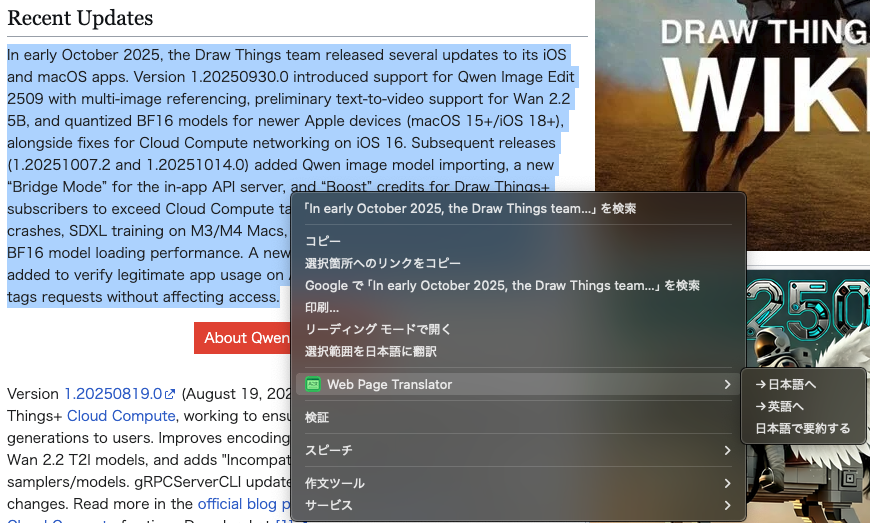 Recent Updates
In early October 2025, the Draw Things team released several updates to its iOS
and macOS apps. Version 1.20250930.0 introduced support for Qwen Image Edit
2509 with multi-image referencing, preliminary text-to-video support for Wan 2.2
5B, and quantized BF16 models for newer Apple devices (macOS 15+/iOS 18+),
alongside fixes for Cloud Compute networking on iOS 16. Subsequent releases
(1.20251007.2 and 1.20251014.0) added Qwen image model importing, a new
“Bridge Mode” for the in-app API server, and “Boost” credits for Draw Things+
subscribers to exceed Cloud Compute ta
crashes, SDXL training on M3/M4 Macs,
BF16 model loading performance. A new
added to verify legitimate app usage on
tags requests without affecting access.
About Qwen
Version 1.20250819.0 (August 19, 202
Things+ Cloud Compute, working to ensu
generations to users. Improves encoding
Wan 2.2 T2I models, and adds "Incompat
samplers/models. gRPCServerCLI update
changes. Read more in the official blog p
DRAW THING
WIK
250
「In early October 2025, the Draw Things team...」を検索
コピー
選択箇所へのリンクをコピー
Google で「In early October 2025, the Draw Things team...」を検索
印刷...
リーディング モードで開く
選択範囲を日本語に翻訳
Web Page Translator
検証
スピーチ
作文ツール
サービス
→日本語へ
→英語へ
日本語で要約する